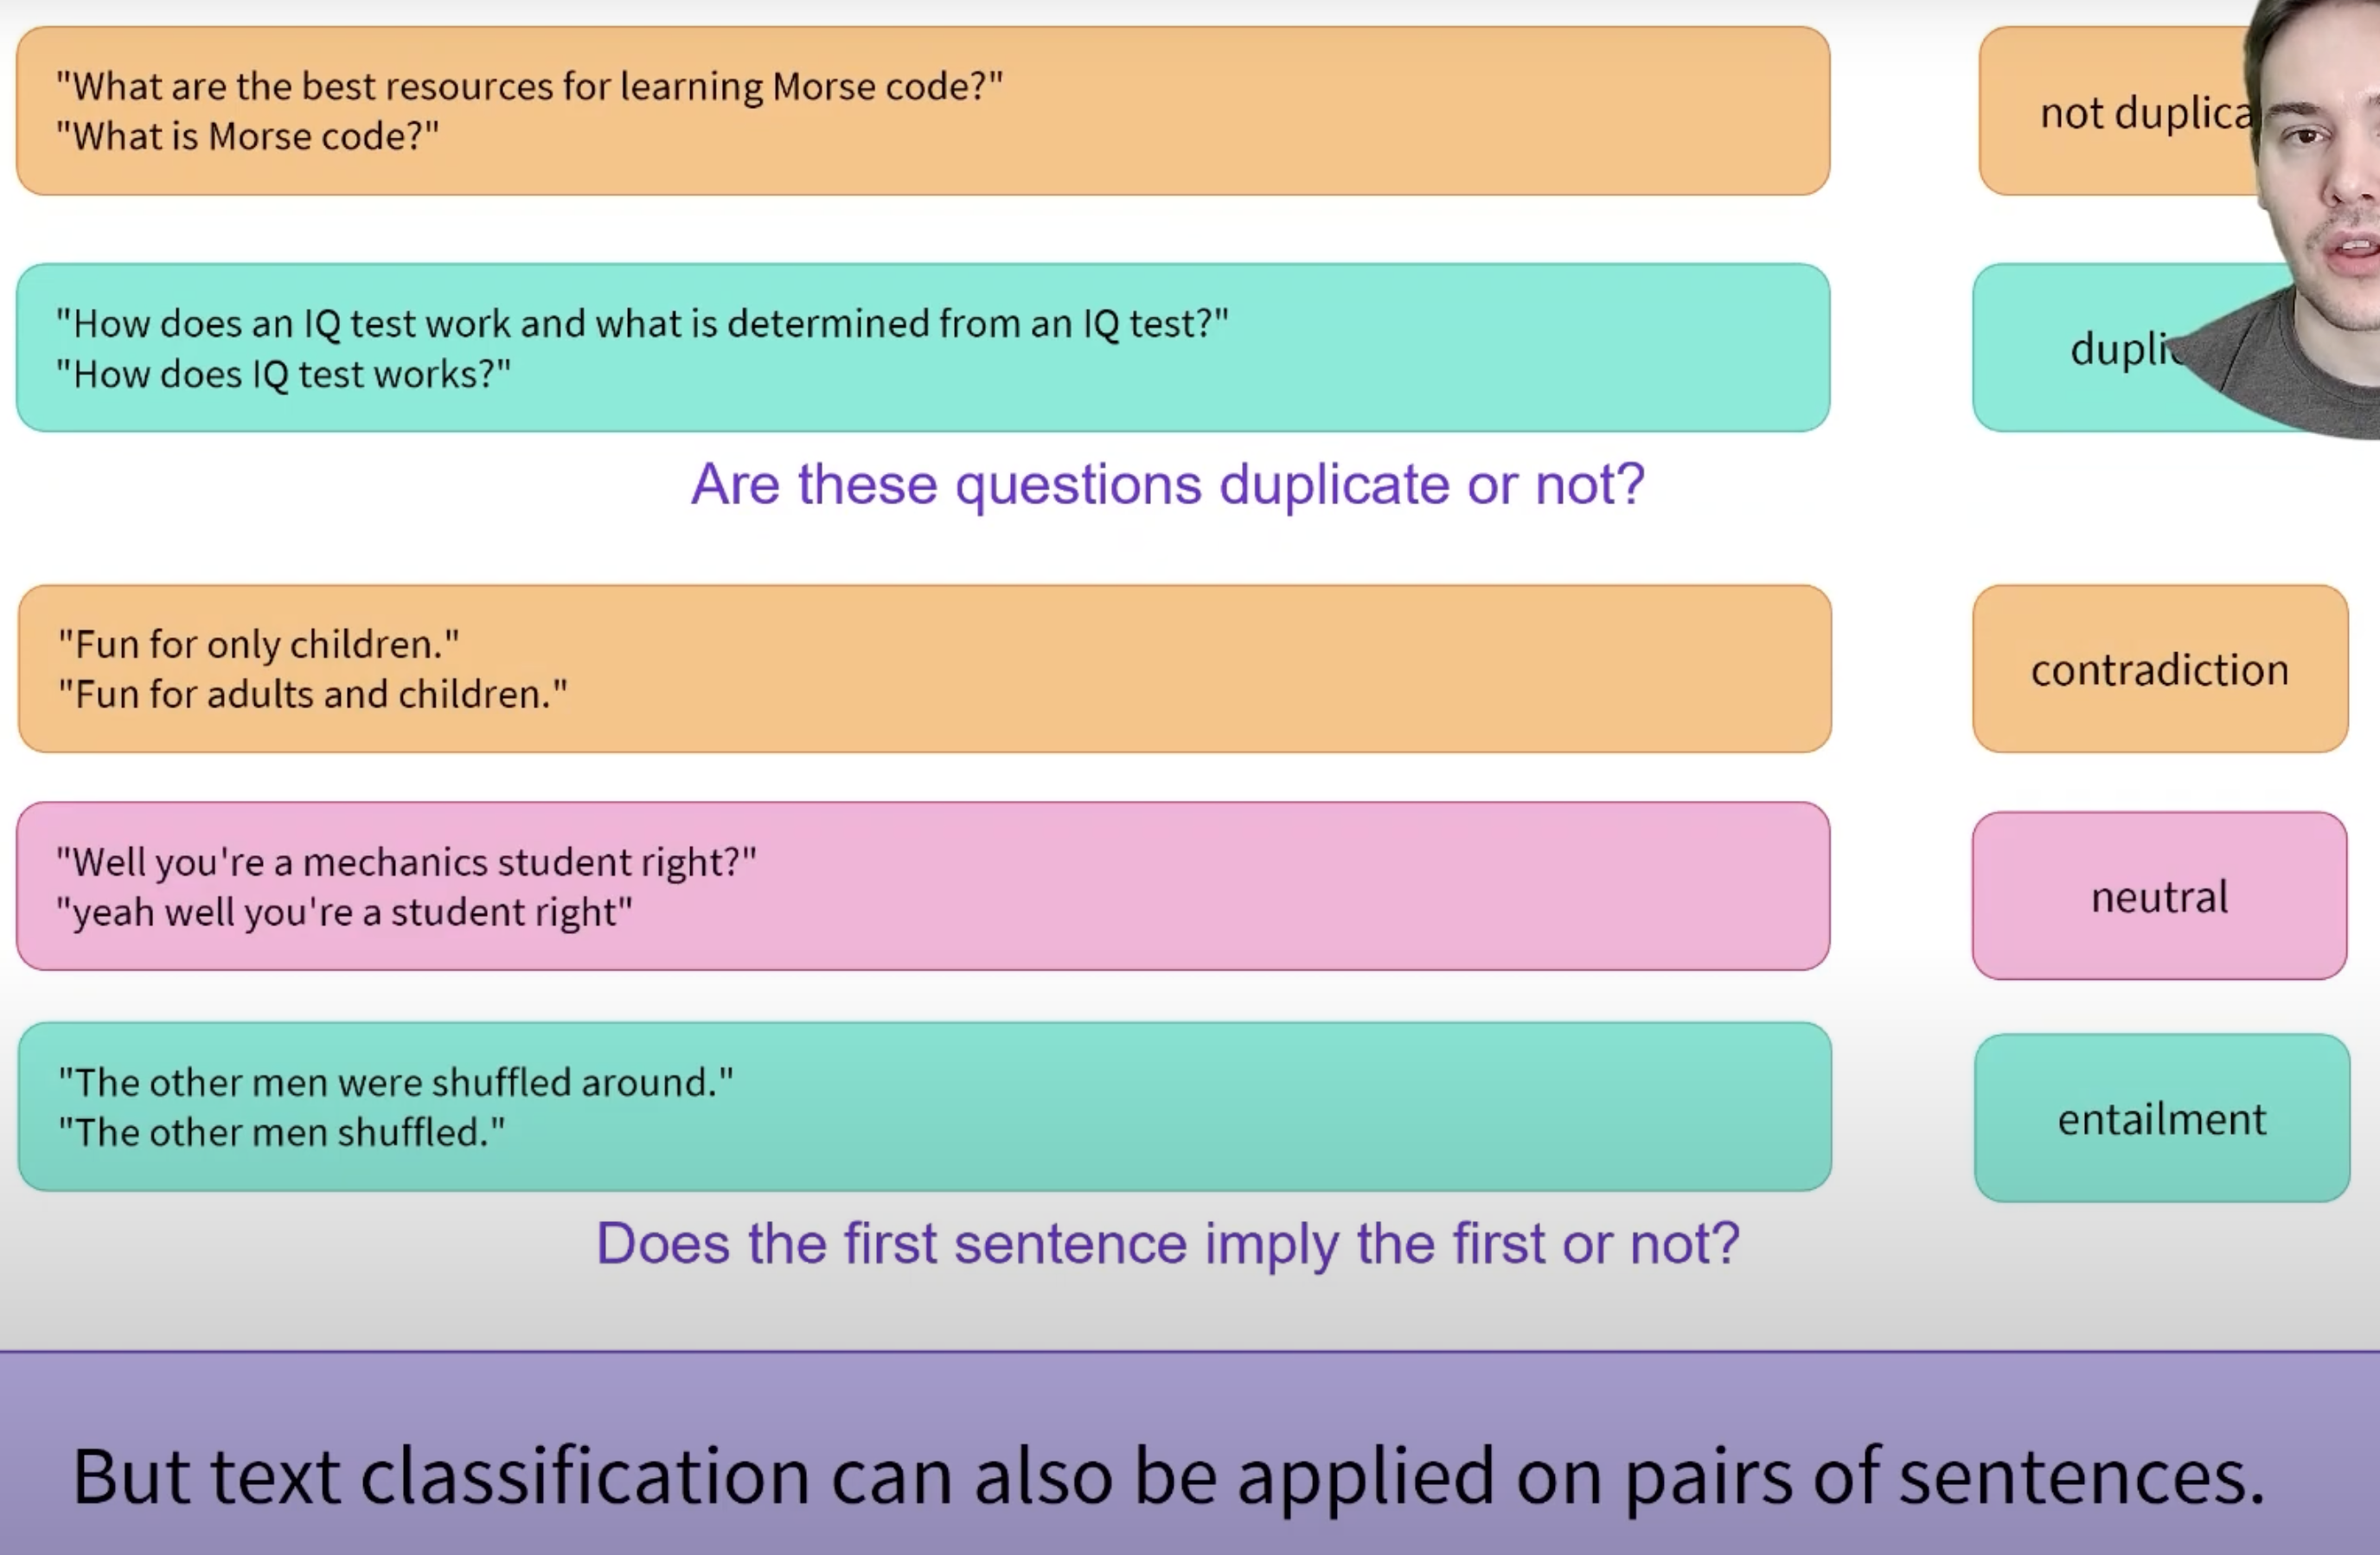 "What are the best resources for learning Morse code?"
"What is Morse code?"
not
"How does an IQ test work and what is determined from an IQ test?"
"How does IQ test works?"
Are these questions duplicate or not?
"Fun for only children."
"Fun for adults and children."
contradiction
"Well you're a mechanics student right?"
"yeah well you're a student right"
neutral
"The other men were shuffled around."
"The other men shuffled."
entailment
Does the first sentence imply the first or not?
But text classification can also be applied on pairs of sentences.